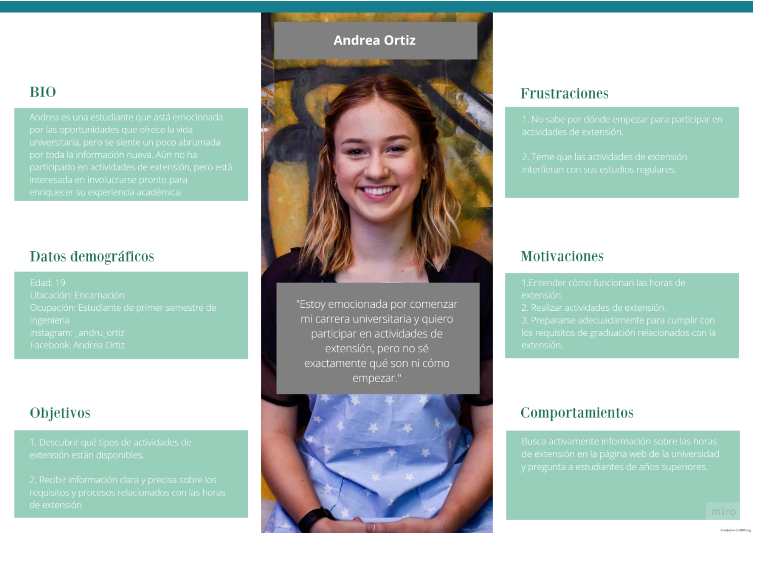 Andrea Ortiz
BIO
Andrea es una estudiante que astá emocionada
por las oportunidades que ofrece la vida
universitaria, pero se siente un poco abrumada
por toda la información nueva. Aún no ha
participado en actividades de extensión, pero está
interesada en involucrarse pronto para
enriquecer su experiencia académica.
Datos demográficos
Edad: 19
Ubicación: Encarnación
Ocupación: Estudiante de primer semestre de
ingenieria
Instagram: _andru_ortiz
Facebook: Andrea Ortiz
Objetivos
1. Descubrir qué tipos de actividades de
extensión están disponibles.
2. Recibir información clara y precisa sobre los
requisitos y procesos relacionados con las horas
de extensión
"Estoy emocionada por comenzar
mi carrera universitaria y quiero
participar en actividades de
extensión, pero no sé
exactamente qué son ni cómo
empezar."
Frustraciones
1. No sabe por dónde empezar para participar en
actividades de extensión.
2. Teme que las actividades de extensión
interfieran con sus estudios regulares.
Motivaciones
1.Entender cómo funcionan las horas de
extensión.
2. Realizar actividades de extensión.
3. Prepararse adecuadamente para cumplir con
los requisitos de graduación relacionados con la
extensión.
Comportamientos
Busca activamente información sobre las horas
de extensión en la página web de la universidad
y pregunta a estudiantes de años superiores.
miro